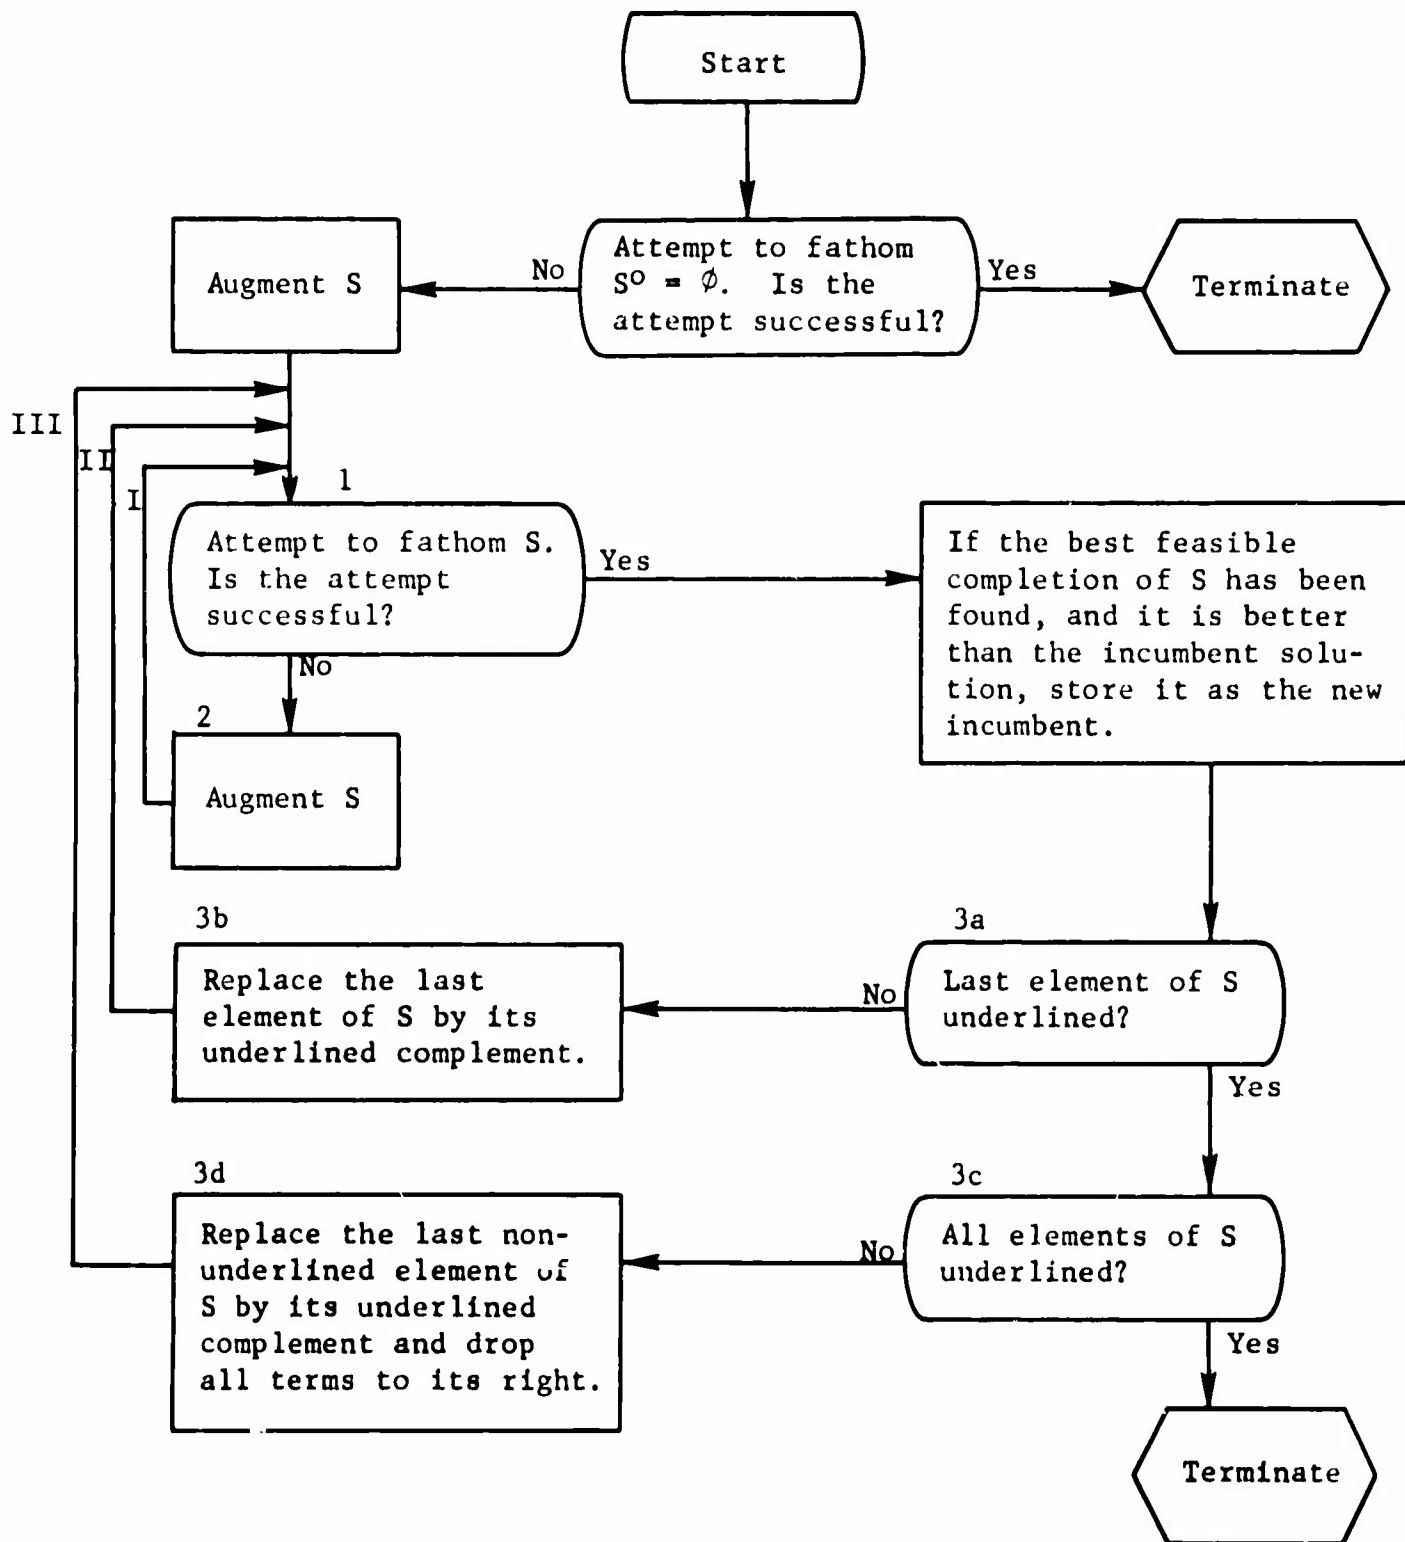 Start
Attempt to fathom
S° = ∅. Is the
attempt successful?
No
Yes
Augment S
Terminate
III
II
I
1
Attempt to fathom S.
Is the attempt
successful?
Yes
No
If the best feasible
completion of S has been
found, and it is better
than the incumbent solu-
tion, store it as the new
incumbent.
2
Augment S
3b
Replace the last
element of S by its
underlined complement.
3a
Last element of S
underlined?
No
Yes
3d
Replace the last non-
underlined element of
S by its underlined
complement and drop
all terms to its right.
3c
All elements of S
underlined?
No
Yes
Terminate